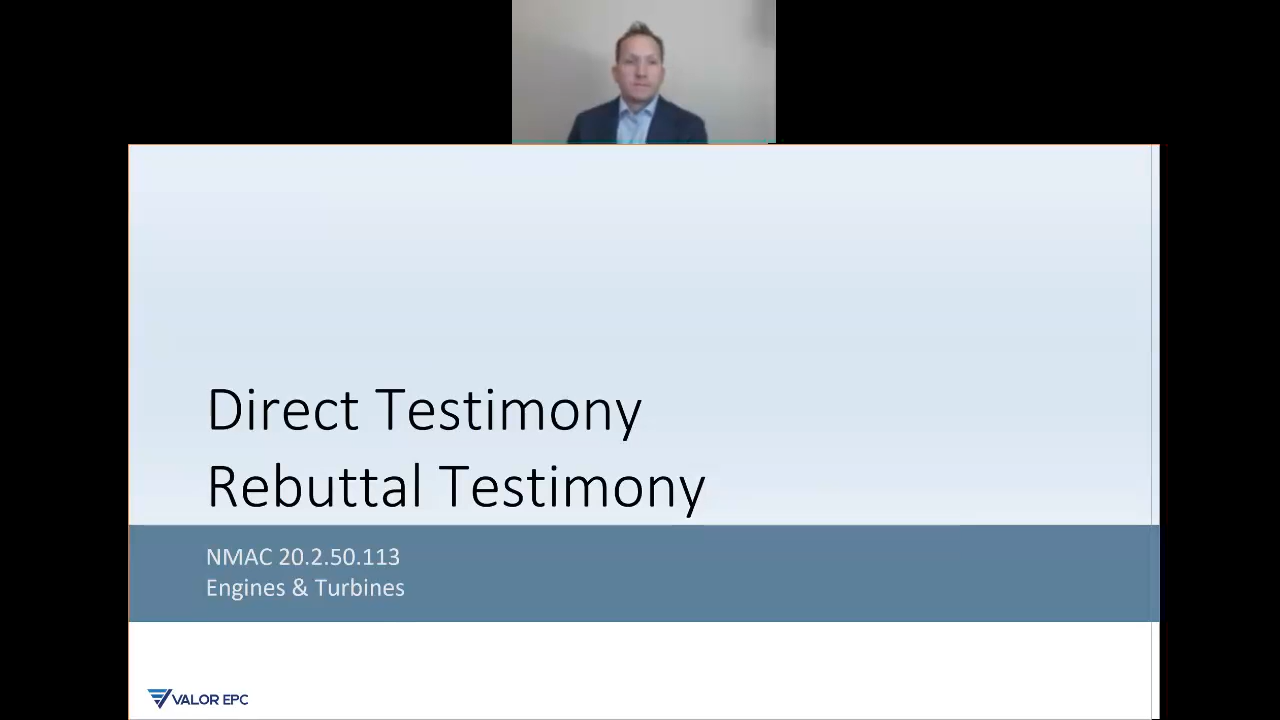 Direct Testimony
Rebuttal Testimony
NMAC 20.2.50.113
Engines & Turbines
VALOR EPC